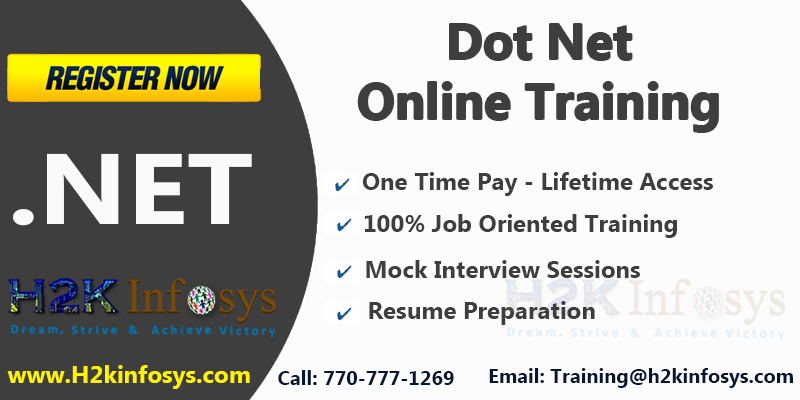 REGISTER NOW
.NET
H2K Infosys
Dream, Strive & Achieve Victory
www.H2kinfosys.com
Dot Net
Online Training
One Time Pay - Lifetime Access
100% Job Oriented Training
Mock Interview Sessions
Resume Preparation
H2K Infosys
Dream, Strive & Achieve Victory
Call: 770-777-1269
Email: Training@h2kinfosys.com